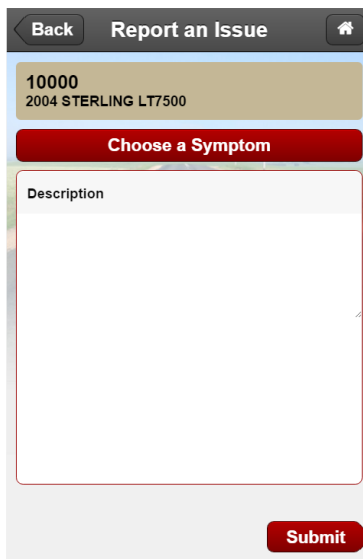 Back
Report an Issue
10000
2004 STERLING LT7500
Choose a Symptom
Description
Submit